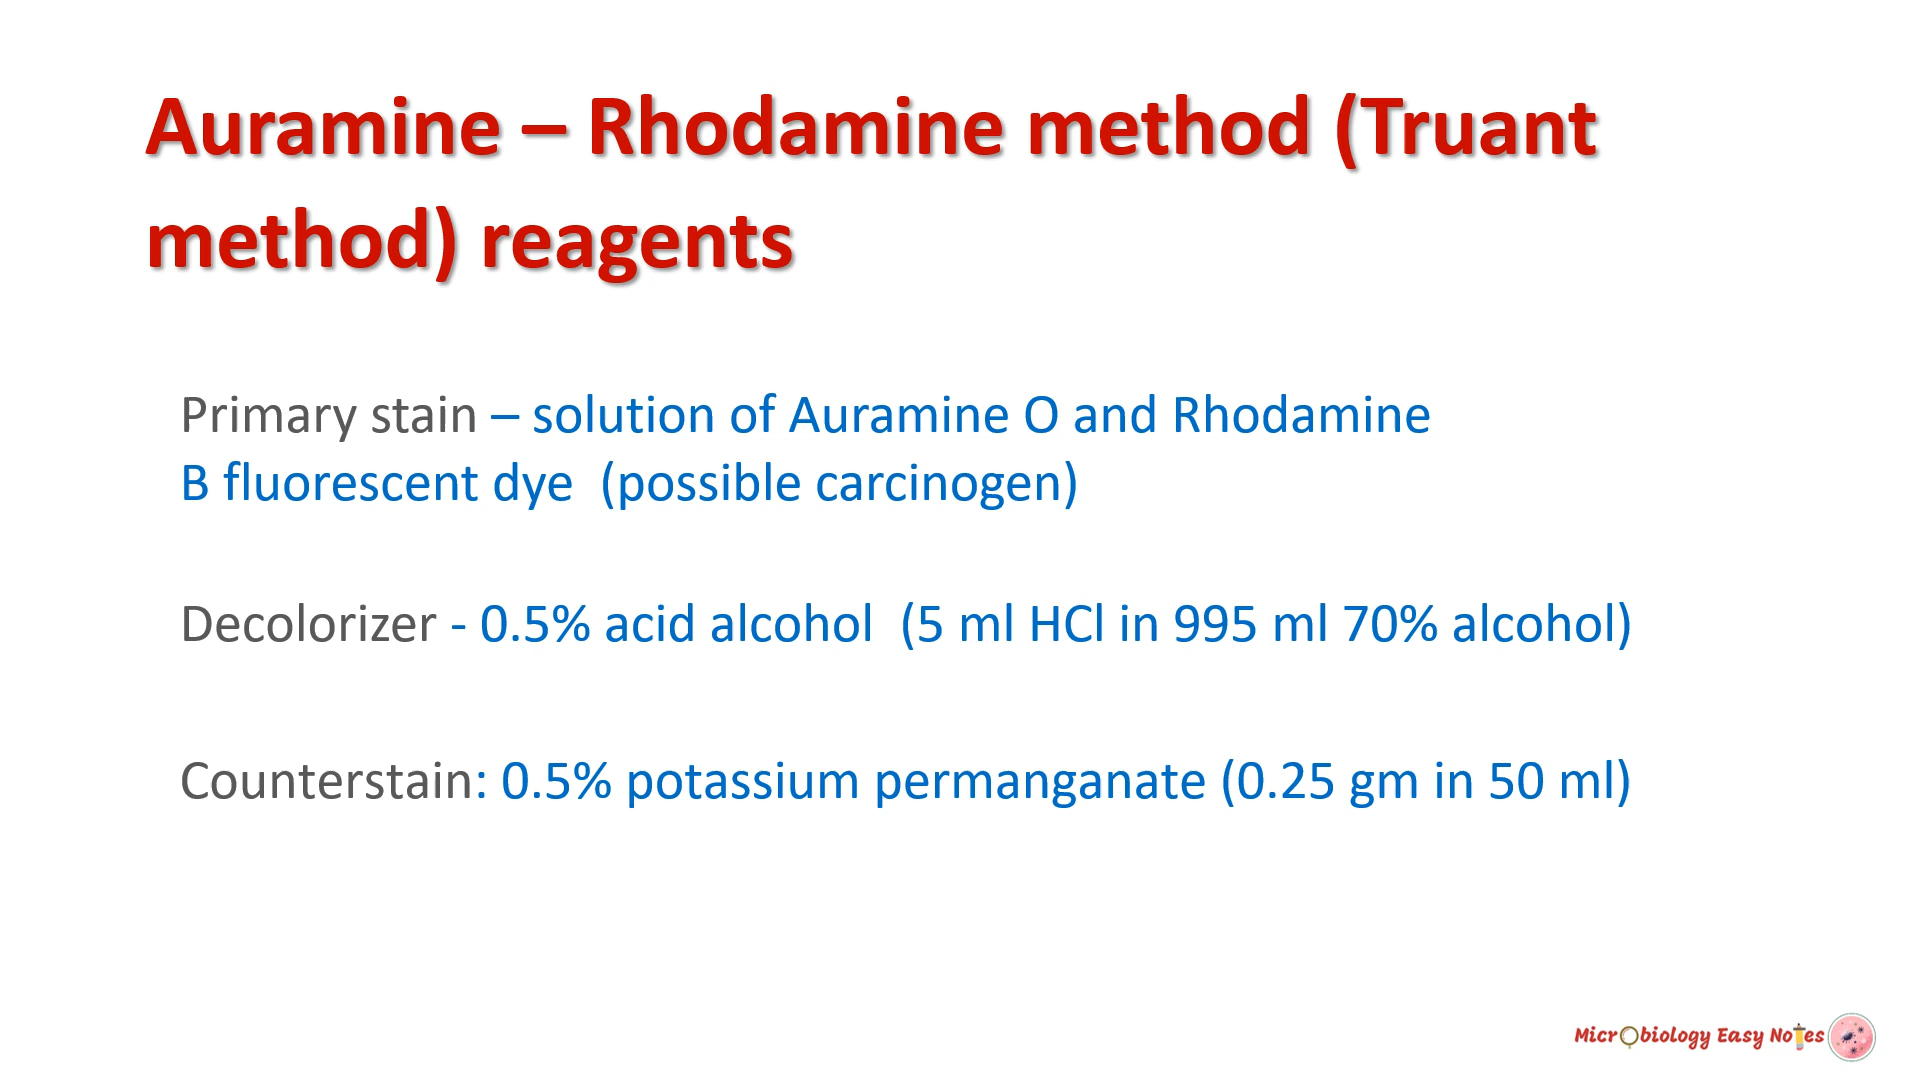 Auramine – Rhodamine method (Truant
method) reagents
Primary stain – solution of Auramine O and Rhodamine
B fluorescent dye  (possible carcinogen)
Decolorizer - 0.5% acid alcohol  (5 ml HCl in 995 ml 70% alcohol)
Counterstain: 0.5% potassium permanganate (0.25 gm in 50 ml)
Microbiology Easy Notes